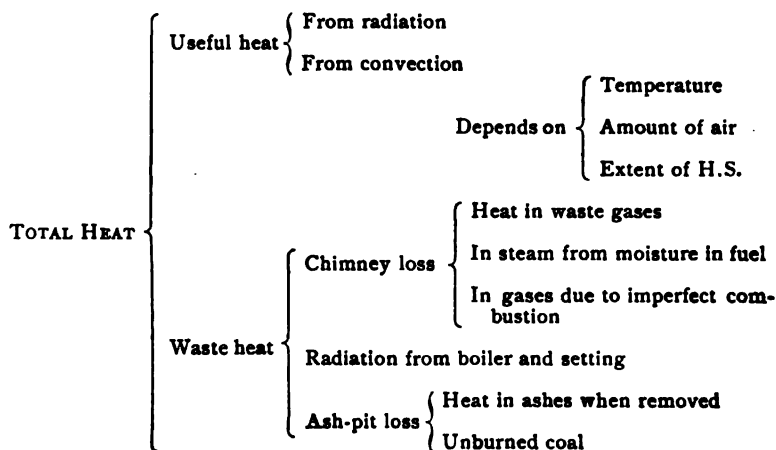 From radiation
Useful heat
From convection
Temperature
Depends on
Amount of air
Extent of H.S.
Heat in waste gases
TOTAL HEAT
Chimney loss
In steam from moisture in fuel
In gases due to imperfect com-
bustion
Waste heat
Radiation from boiler and setting
Heat in ashes when removed
Ash-pit loss
Unburned coal